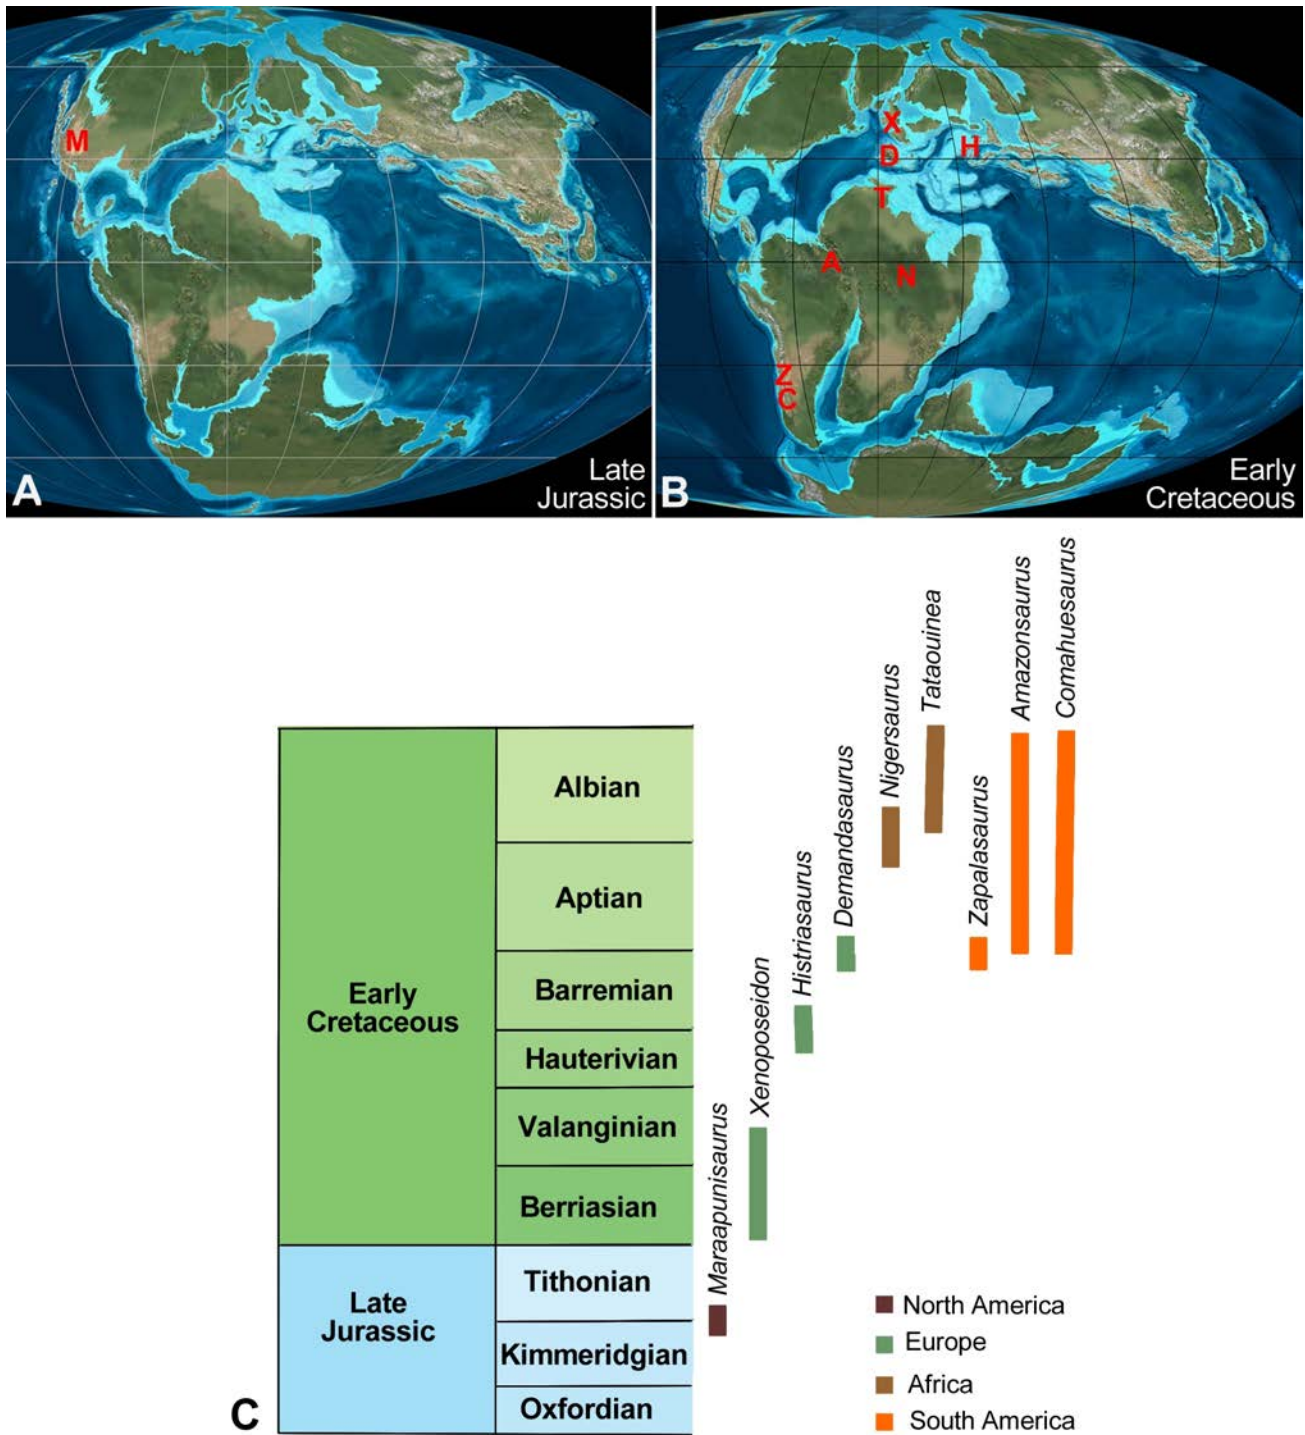 M
A
Late
Jurassic
X
D
H
T
A
N
Z
C
B
Early
Cretaceous
Maraapunisaurus
Xenoposeidon
Histriasaurus
Demandasaurus
Nigersaurus
Tataouinea
Zapalasaurus
Amazonsaurus
Comahuesaurus
Early
Cretaceous
Albian
Aptian
Barremian
Hauterivian
Valanginian
Berriasian
Late
Jurassic
Tithonian
Kimmeridgian
Oxfordian
C
North America
Europe
Africa
South America